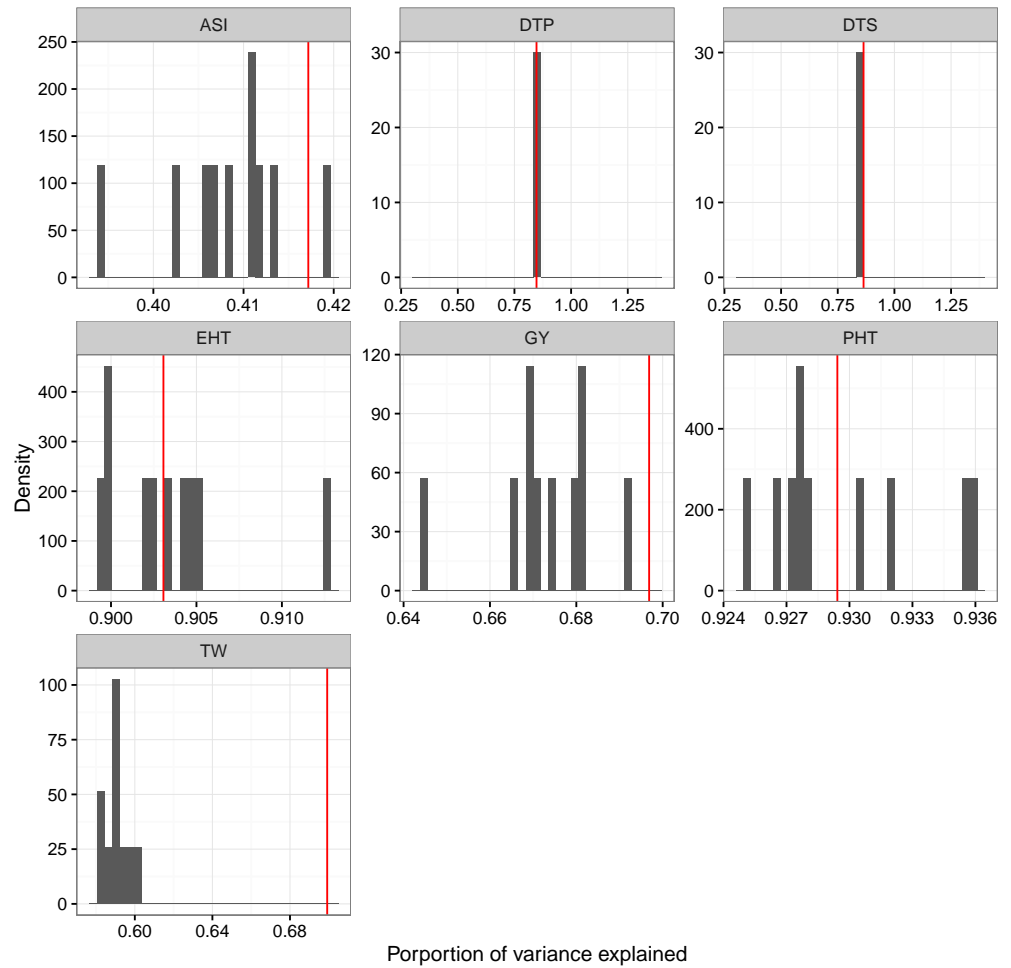 ASI DTP DTS
250
200
150
100
50
0
0.40 0.41 0.42
30
20
10
0
0.25 0.50 0.75 1.00 1.25
30
20
10
0
0.25 0.50 0.75 1.00 1.25
EHT GY PHT
400
300
200
100
0
0.900 0.905 0.910
120
90
60
30
0
0.64 0.66 0.68 0.70
400
200
0
0.924 0.927 0.930 0.933 0.936
Density
TW
100
75
50
25
0
0.60 0.64 0.68
Porportion of variance explained